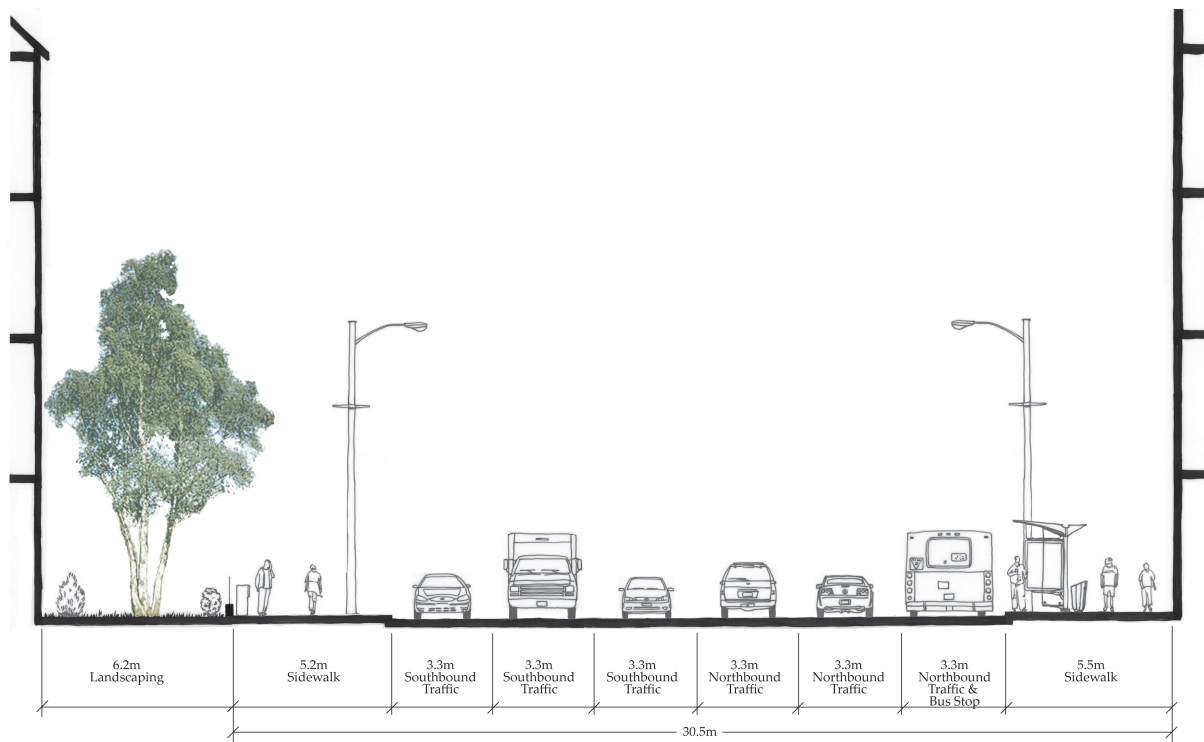 6.2m
Landscaping
5.2m
Sidewalk
3.3m
Southbound
Traffic
3.3m
Southbound
Traffic
3.3m
Southbound
Traffic
3.3m
Northbound
Traffic
3.3m
Northbound
Traffic
3.3m
Northbound
Traffic &
Bus Stop
5.5m
Sidewalk
30.5m